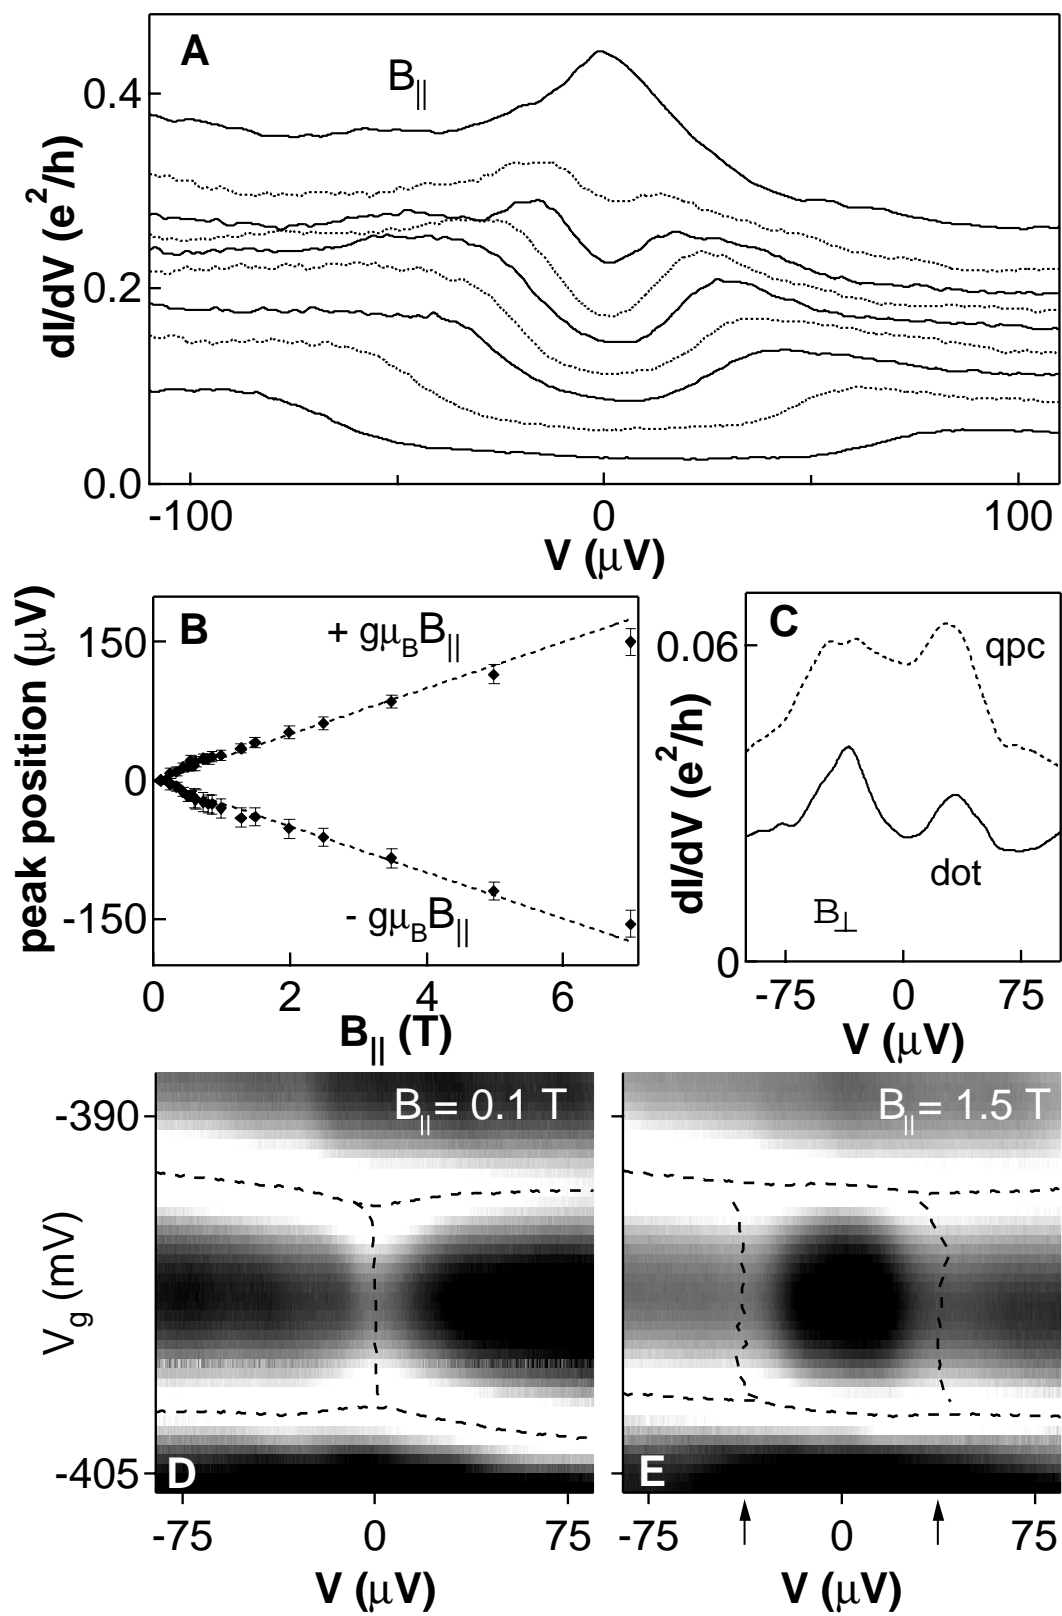 A
B||
dI/dV (e2/h)
0.4
0.2
0.0
-100
0
100
V (μV)
B
+ gμBB||
- gμBB||
peak position (μV)
150
0
-150
0
2
4
6
B|| (T)
C
qpc
dot
B⊥
dI/dV (e2/h)
0.06
0
-75
0
75
V (μV)
B||= 0.1 T
D
Vg (mV)
-390
-405
-75
0
75
V (μV)
B||= 1.5 T
E
-75
0
75
V (μV)